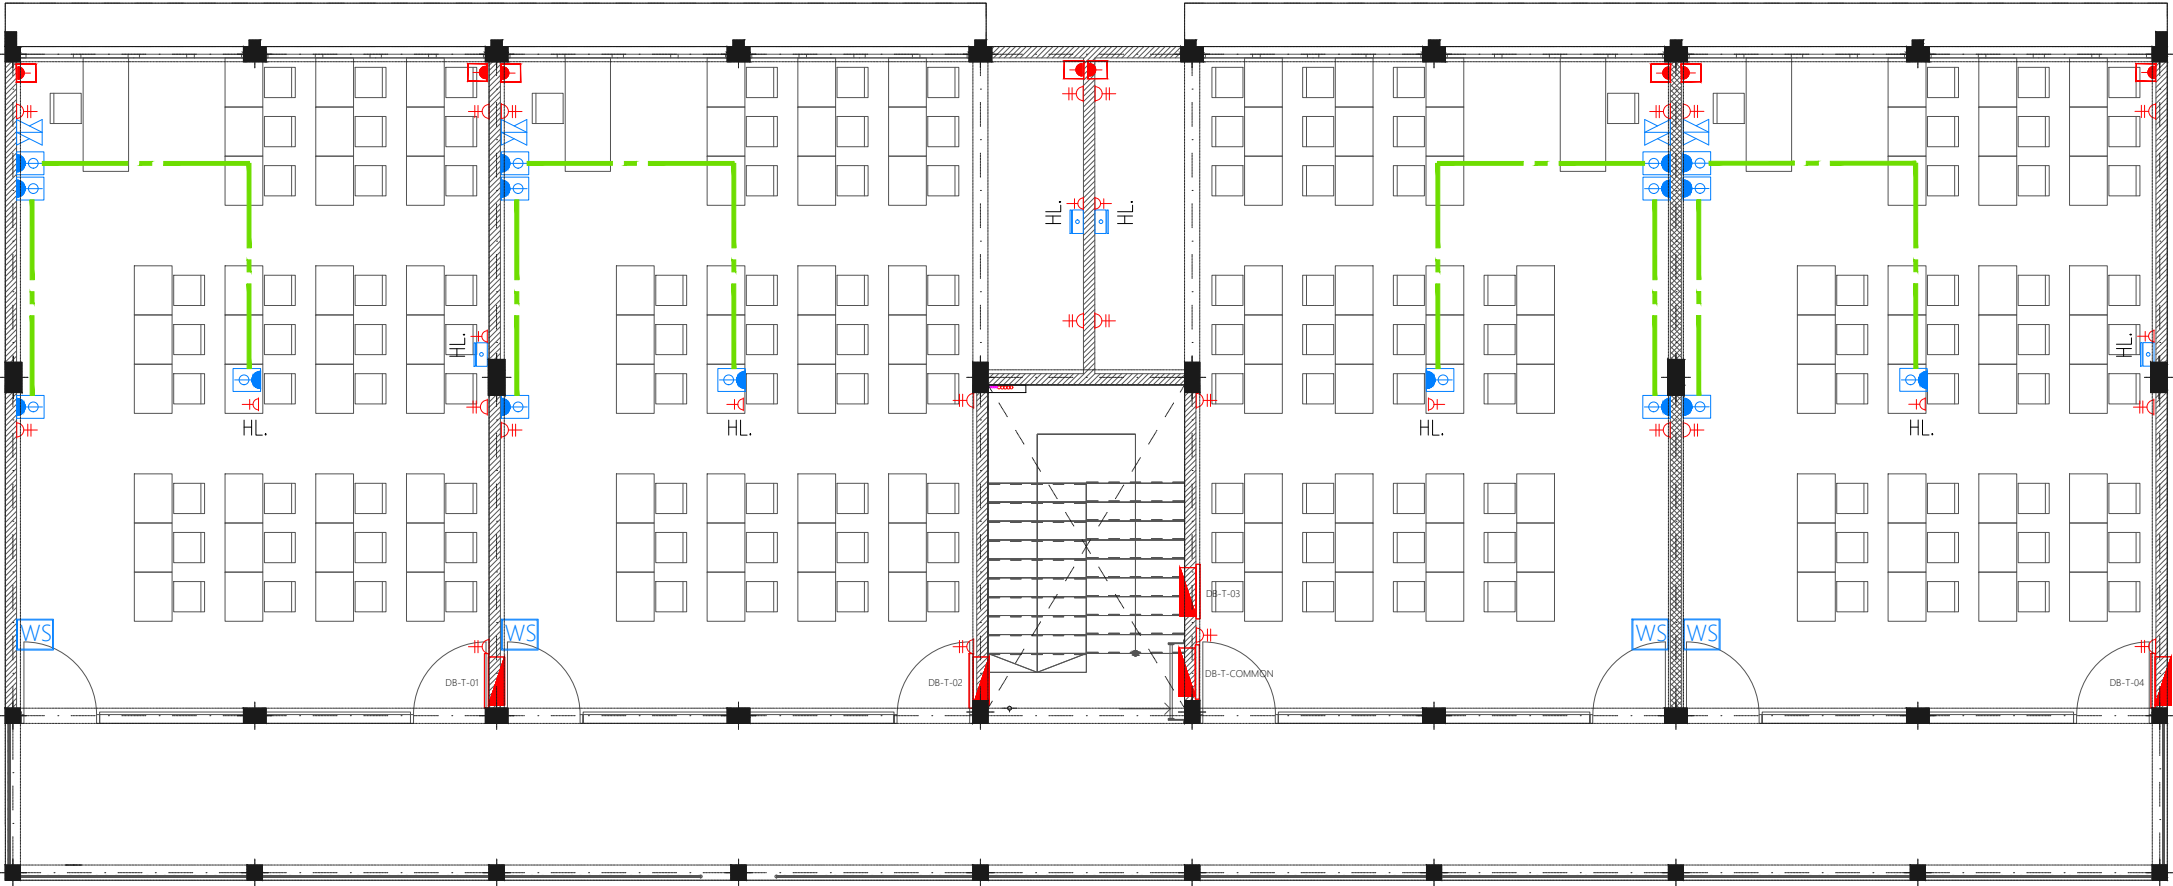 HL.
HL.
HL.
HL.
HL.
HL.
HL.
HL.
WS
WS
WS
WS
DB-T-03
DB-T-COMMON
DB-T-01
DB-T-02
DB-T-04